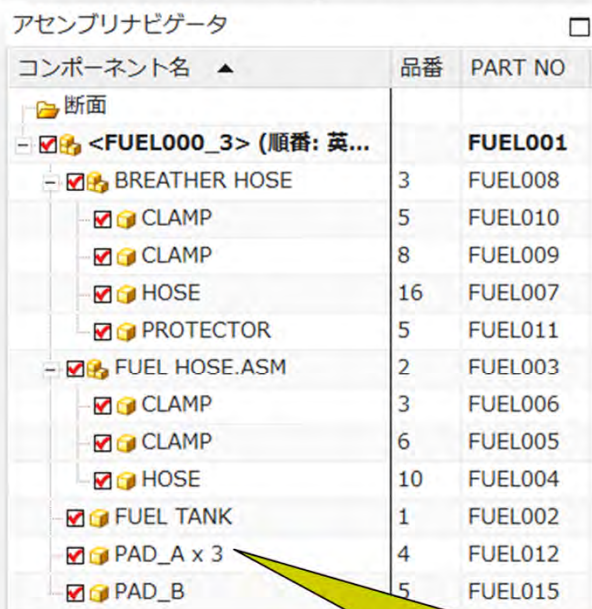 アセンブリナビゲータ
コンポーネント名 ▲ 品番 PART NO
断面
<FUEL000_3> (順番: 英... FUEL001
BREATHER HOSE 3 FUEL008
CLAMP 5 FUEL010
CLAMP 8 FUEL009
HOSE 16 FUEL007
PROTECTOR 5 FUEL011
FUEL HOSE.ASM 2 FUEL003
CLAMP 3 FUEL006
CLAMP 6 FUEL005
HOSE 10 FUEL004
FUEL TANK 1 FUEL002
PAD_A x 3 4 FUEL012
PAD_B 5 FUEL015